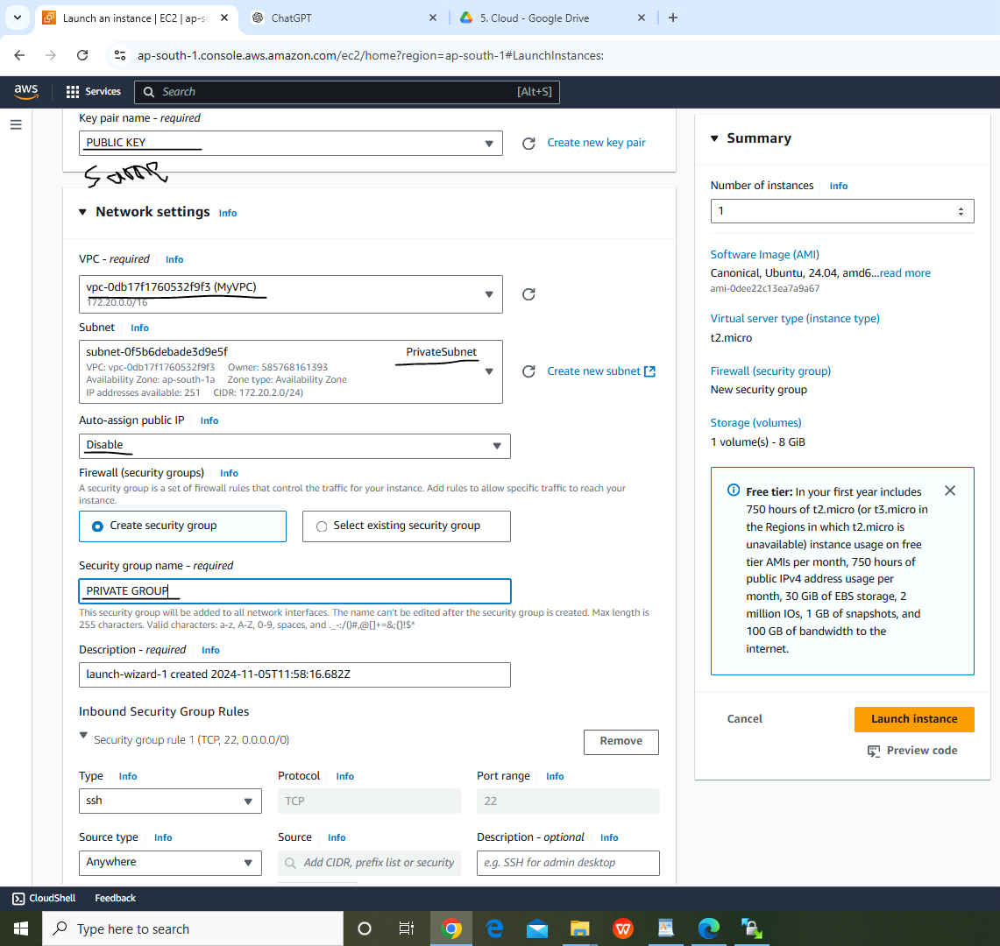 Launch an instance | EC2 | ap-sc
ChatGPT
5. Cloud - Google Drive
ap-south-1.console.aws.amazon.com/ec2/home?region=ap-south-1#LaunchInstances:
aws
Services
Search
[Alt+S]
Key pair name - required
PUBLIC KEY
Create new key pair
Same
Network settings Info
VPC - required Info
vpc-0db17f1760532f9f3 (MyVPC)
172.20.0.0/16
Subnet Info
subnet-0f5b6debade3d9e5f PrivateSubnet
VPC: vpc-0db17f1760532f9f3 Owner: 585768161393
Availability Zone: ap-south-1a Zone type: Availability Zone
IP addresses available: 251 CIDR: 172.20.2.0/24)
Create new subnet
Auto-assign public IP Info
Disable
Firewall (security groups) Info
A security group is a set of firewall rules that control the traffic for your instance. Add rules to allow specific traffic to reach your
instance.
Create security group
Select existing security group
Security group name - required
PRIVATE GROUP
This security group will be added to all network interfaces. The name can't be edited after the security group is created. Max length is
255 characters. Valid characters: a-z, A-Z, 0-9, spaces, and ._-:/()#,@[]+=&;{}!$*
Description - required Info
launch-wizard-1 created 2024-11-05T11:58:16.682Z
Inbound Security Group Rules
Security group rule 1 (TCP, 22, 0.0.0.0/0)
Remove
Type Info
Protocol Info
Port range Info
ssh
TCP
22
Source type Info
Source Info
Description - optional Info
Anywhere
Add CIDR, prefix list or security
e.g. SSH for admin desktop
Summary
Number of instances Info
1
Software Image (AMI)
Canonical, Ubuntu, 24.04, amd6...read more
ami-0dee22c13ea7a9a67
Virtual server type (instance type)
t2.micro
Firewall (security group)
New security group
Storage (volumes)
1 volume(s) - 8 GiB
Free tier: In your first year includes
750 hours of t2.micro (or t3.micro in
the Regions in which t2.micro is
unavailable) instance usage on free
tier AMIs per month, 750 hours of
public IPv4 address usage per
month, 30 GiB of EBS storage, 2
million IOs, 1 GB of snapshots, and
100 GB of bandwidth to the
internet.
Cancel
Launch instance
Preview code
CloudShell
Feedback
Type here to search